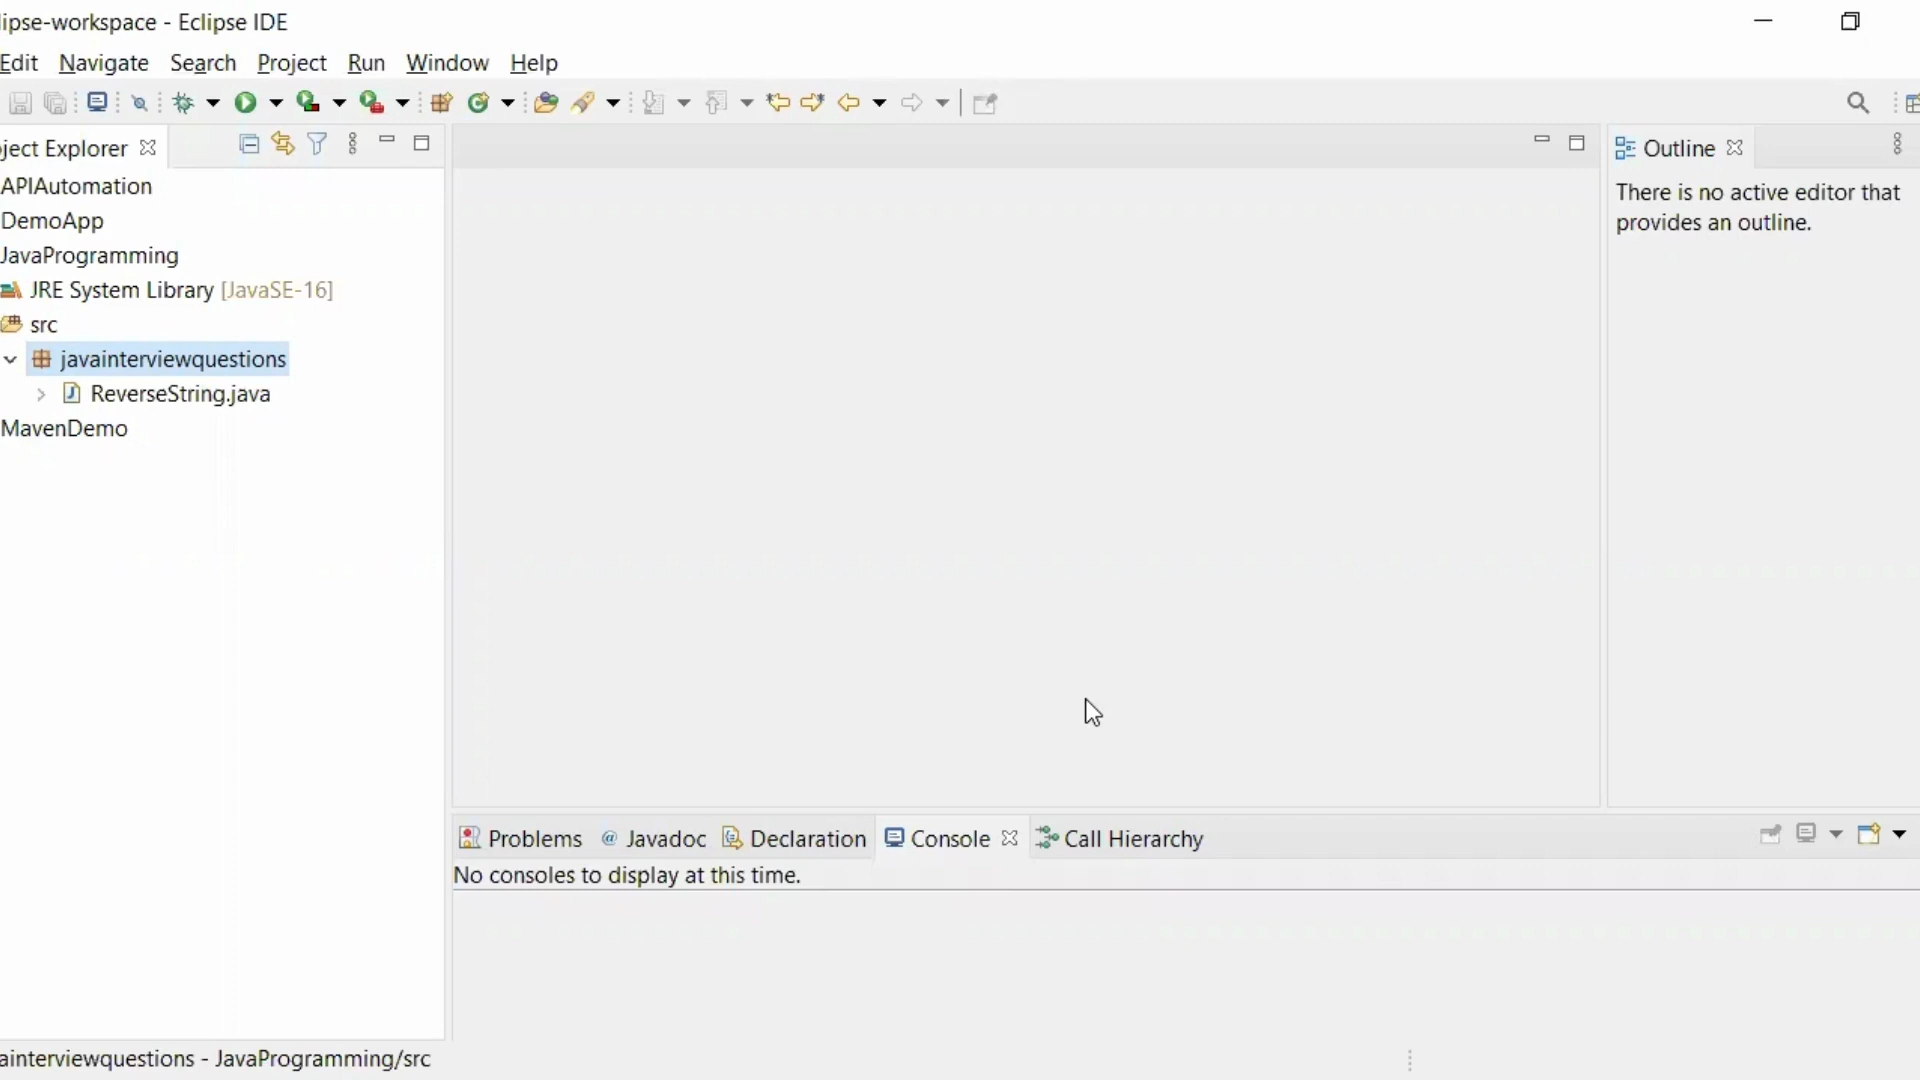 lipse-workspace - Eclipse IDE
Edit Navigate Search Project Run Window Help
ject Explorer
APIAutomation
DemoApp
JavaProgramming
JRE System Library [JavaSE-16]
src
javainterviewquestions
ReverseString.java
MavenDemo
Outline
There is no active editor that
provides an outline.
Problems @ Javadoc Declaration Console Call Hierarchy
No consoles to display at this time.
ainterviewquestions - JavaProgramming/src